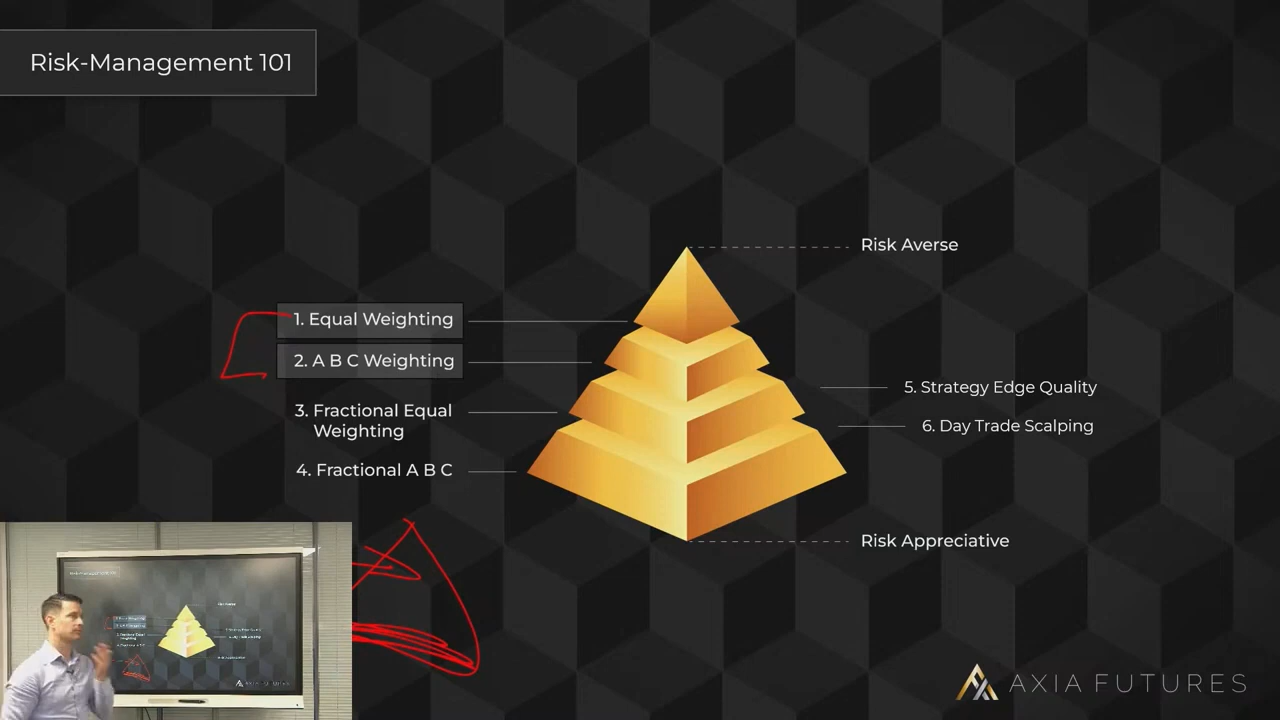 Risk-Management 101
Risk Averse
1. Equal Weighting
2. A B C Weighting
5. Strategy Edge Quality
3. Fractional Equal
Weighting
6. Day Trade Scalping
4. Fractional A B C
Risk Appreciative
AXIA FUTURES